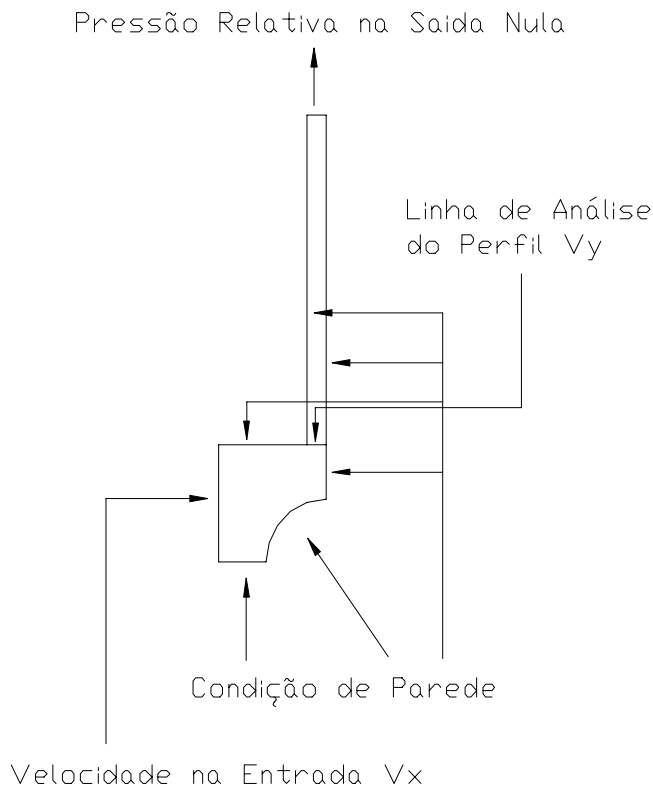 Pressão Relativa na Saida Nula
Linha de Análise
do Perfil Vy
Condição de Parede
Velocidade na Entrada Vx